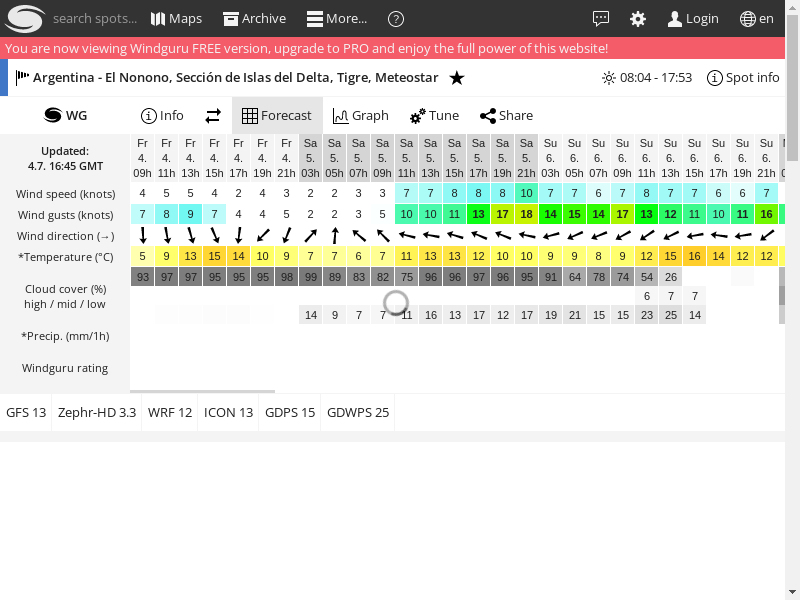 search spots... Maps Archive More... ? Login en
You are now viewing Windguru FREE version, upgrade to PRO and enjoy the full power of this website!
Argentina - El Nonono, Sección de Islas del Delta, Tigre, Meteostar ★ 08:04 - 17:53 Spot info
WG Info Forecast Graph Tune Share
Updated:
4.7. 16:45 GMT
Fr Fr Fr Fr Fr Fr Fr Sa Sa Sa Sa Sa Sa Sa Sa Sa Sa Su Su Su Su Su Su Su Su Su Su
4. 4. 4. 4. 4. 4. 4. 5. 5. 5. 5. 5. 5. 5. 5. 5. 5. 6. 6. 6. 6. 6. 6. 6. 6. 6. 6.
09h 11h 13h 15h 17h 19h 21h 03h 05h 07h 09h 11h 13h 15h 17h 19h 21h 03h 05h 07h 09h 11h 13h 15h 17h 19h 21h
Wind speed (knots) 4 5 5 4 2 4 3 2 2 3 3 7 7 8 8 8 10 7 7 6 7 8 7 7 6 6 7
Wind gusts (knots) 7 8 9 7 4 4 5 2 2 3 5 10 10 11 13 17 18 14 15 14 17 13 12 11 10 11 16
Wind direction (→)
*Temperature (°C) 5 9 13 15 14 10 9 7 7 6 7 11 13 13 12 10 10 9 9 8 9 12 15 16 14 12 12
Cloud cover (%)
high / mid / low
93 97 97 95 95 95 98 99 89 83 82 75 96 96 97 96 95 91 64 78 74 54 26
6 7 7
14 9 7 7 11 16 13 17 12 17 19 21 15 15 23 25 14
*Precip. (mm/1h)
Windguru rating
GFS 13 Zephr-HD 3.3 WRF 12 ICON 13 GDPS 15 GDWPS 25